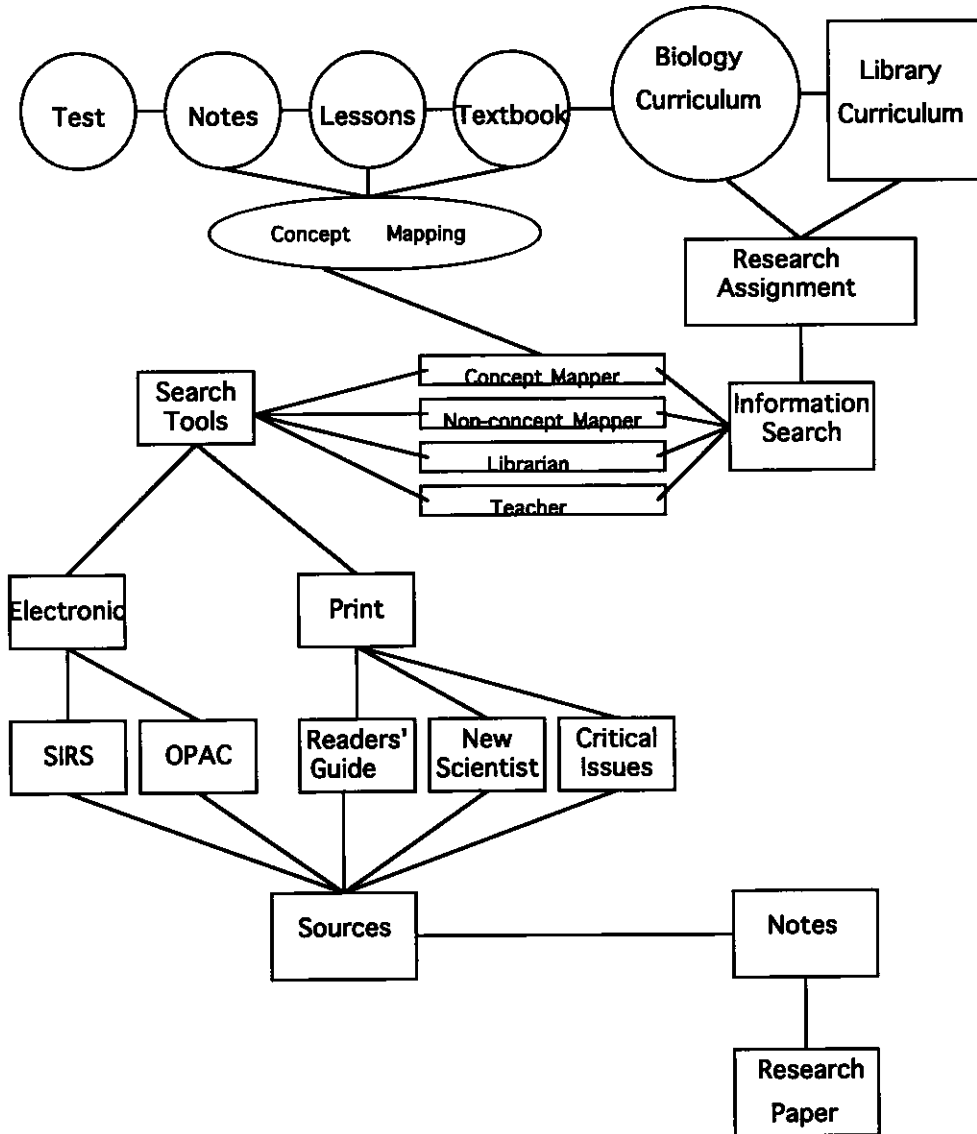 Test
Notes
Lessons
Textbook
Biology
Curriculum
Library
Curriculum
Concept Mapping
Research
Assignment
Search
Tools
Concept Mapper
Non-concept Mapper
Librarian
Teacher
Information
Search
Electronic
Print
SIRS
OPAC
Readers'
Guide
New
Scientist
Critical
Issues
Sources
Notes
Research
Paper